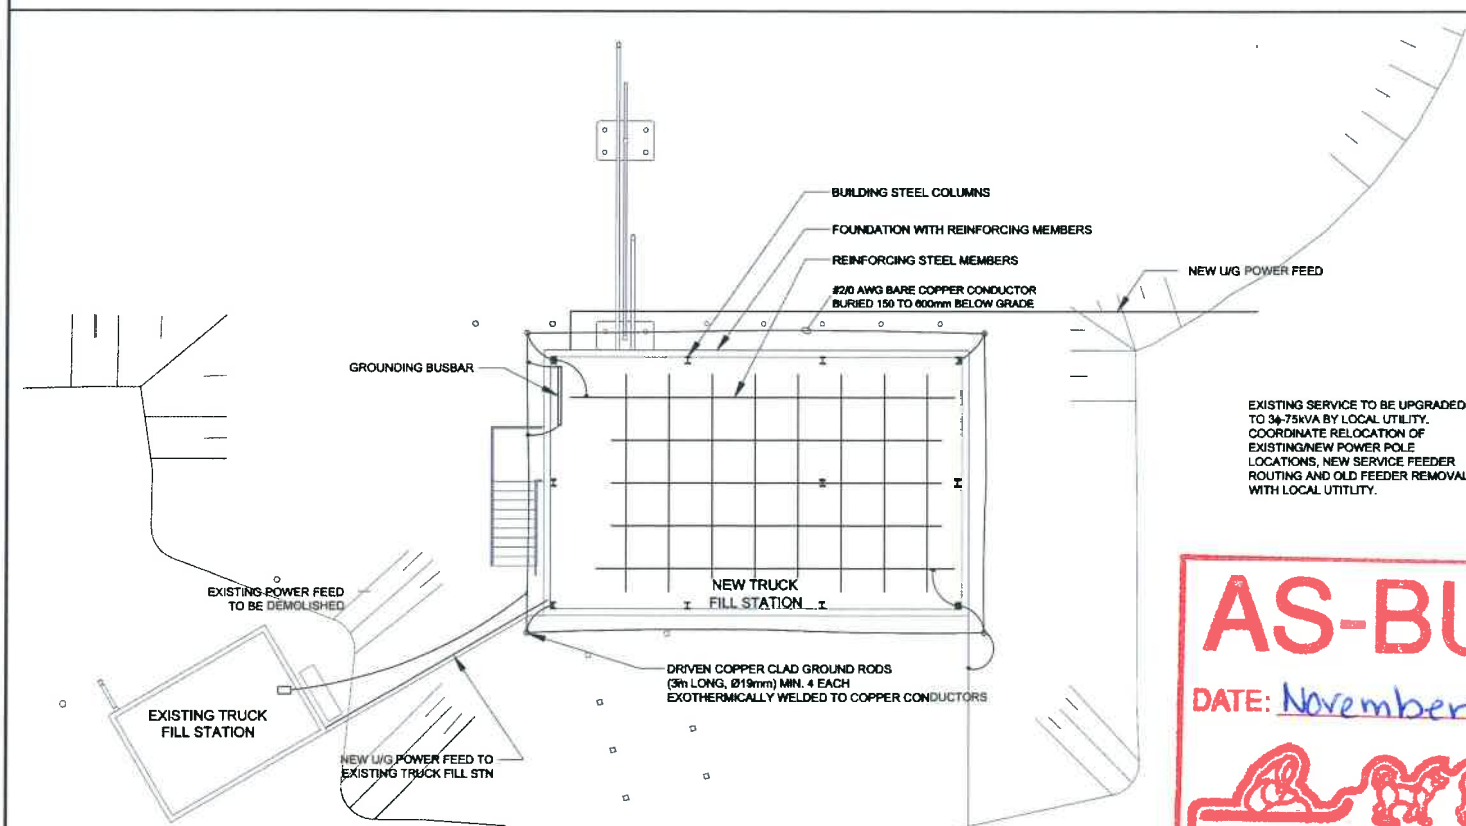 BUILDING STEEL COLUMNS
FOUNDATION WITH REINFORCING MEMBERS
REINFORCING STEEL MEMBERS
#2/0 AWG BARE COPPER CONDUCTOR
BURIED 150 TO 600mm BELOW GRADE
NEW U/G POWER FEED
GROUNDING BUSBAR
EXISTING SERVICE TO BE UPGRADED
TO 3ϕ-75kVA BY LOCAL UTILITY.
COORDINATE RELOCATION OF
EXISTING/NEW POWER POLE
LOCATIONS, NEW SERVICE FEEDER
ROUTING AND OLD FEEDER REMOVAL
WITH LOCAL UTITLITY.
EXISTING POWER FEED
TO BE DEMOLISHED
NEW TRUCK
FILL STATION
DRIVEN COPPER CLAD GROUND RODS
(3m LONG, Ø19mm) MIN. 4 EACH
EXOTHERMICALLY WELDED TO COPPER CONDUCTORS
EXISTING TRUCK
FILL STATION
NEW U/G POWER FEED TO
EXISTING TRUCK FILL STN
AS-BU
DATE: November